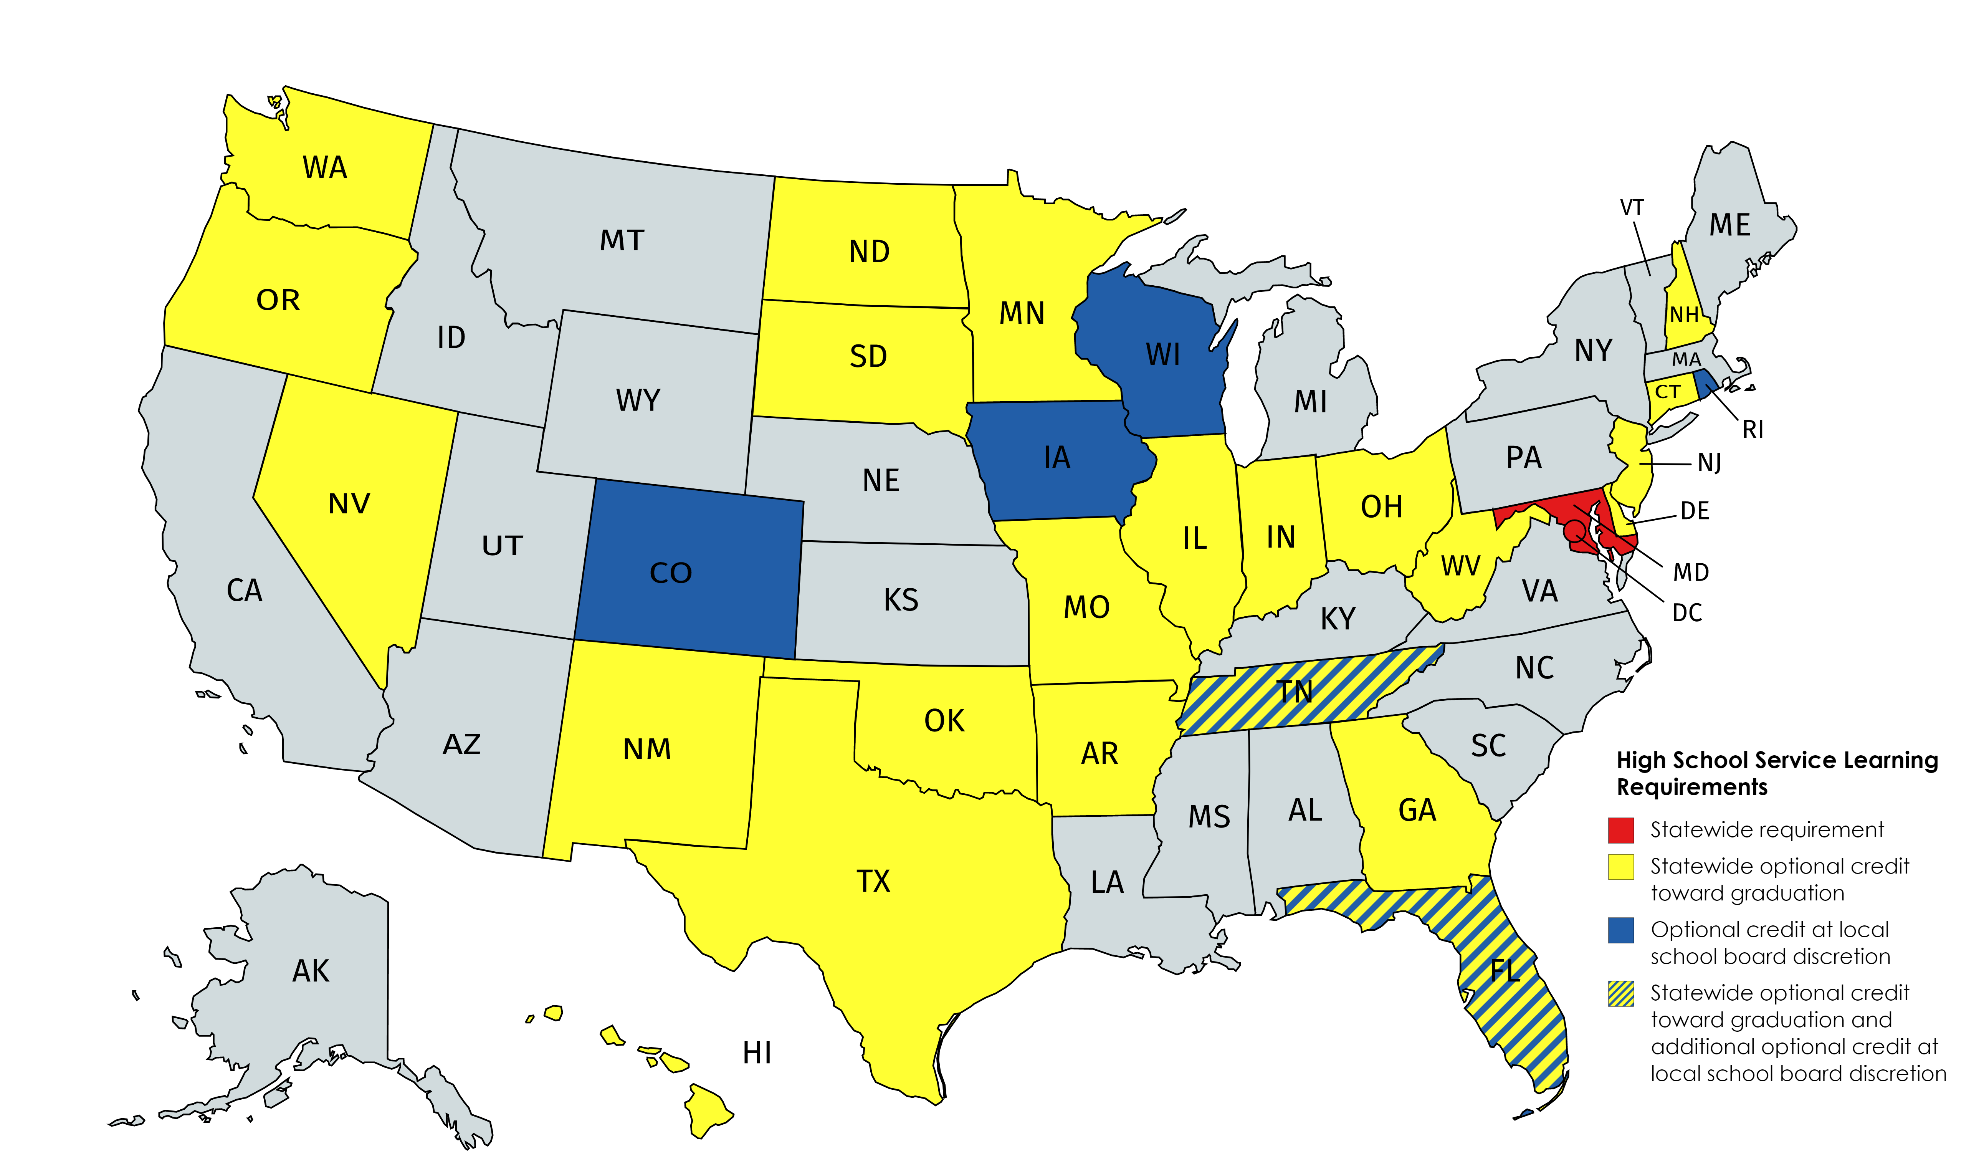 WA
OR
MT
ID
ND
SD
MN
WY
WI
MI
VT
ME
NH
NY
MA
CT
RI
NV
UT
CA
CO
NE
IA
KS
MO
IL
IN
OH
PA
NJ
DE
MD
DC
WV
VA
KY
NC
TN
SC
AZ
NM
OK
AR
TX
LA
MS
AL
GA
FL
AK
HI
High School Service Learning
Requirements
Statewide requirement
Statewide optional credit
toward graduation
Optional credit at local
school board discretion
Statewide optional credit
toward graduation and
additional optional credit at
local school board discretion